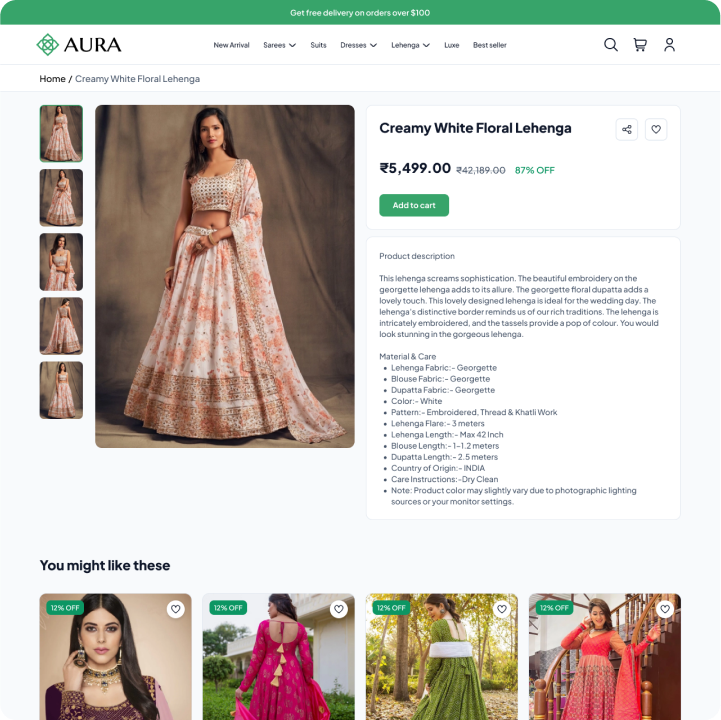 Get free delivery on orders over $100
AURA
New Arrival Sarees Suits Dresses Lehenga Luxe Best seller
Home / Creamy White Floral Lehenga
Creamy White Floral Lehenga
₹5,499.00 ₹42,189.00 87% OFF
Add to cart
Product description
This lehenga screams sophistication. The beautiful embroidery on the
georgette lehenga adds to its allure. The georgette floral dupatta adds a
lovely touch. This lovely designed lehenga is ideal for the wedding day. The
lehenga's distinctive border reminds us of our rich traditions. The lehenga is
intricately embroidered, and the tassels provide a pop of colour. You would
look stunning in the gorgeous lehenga.
Material & Care
• Lehenga Fabric:- Georgette
• Blouse Fabric:- Georgette
• Dupatta Fabric:- Georgette
• Color:- White
• Pattern:- Embroidered, Thread & Khatli Work
• Lehenga Flare:- 3 meters
• Lehenga Length:- Max 42 Inch
• Blouse Length:- 1-1.2 meters
• Dupatta Length:- 2.5 meters
• Country of Origin:- INDIA
• Care Instructions:-Dry Clean
• Note: Product color may slightly vary due to photographic lighting
sources or your monitor settings.
You might like these
12% OFF 12% OFF 12% OFF 12% OFF